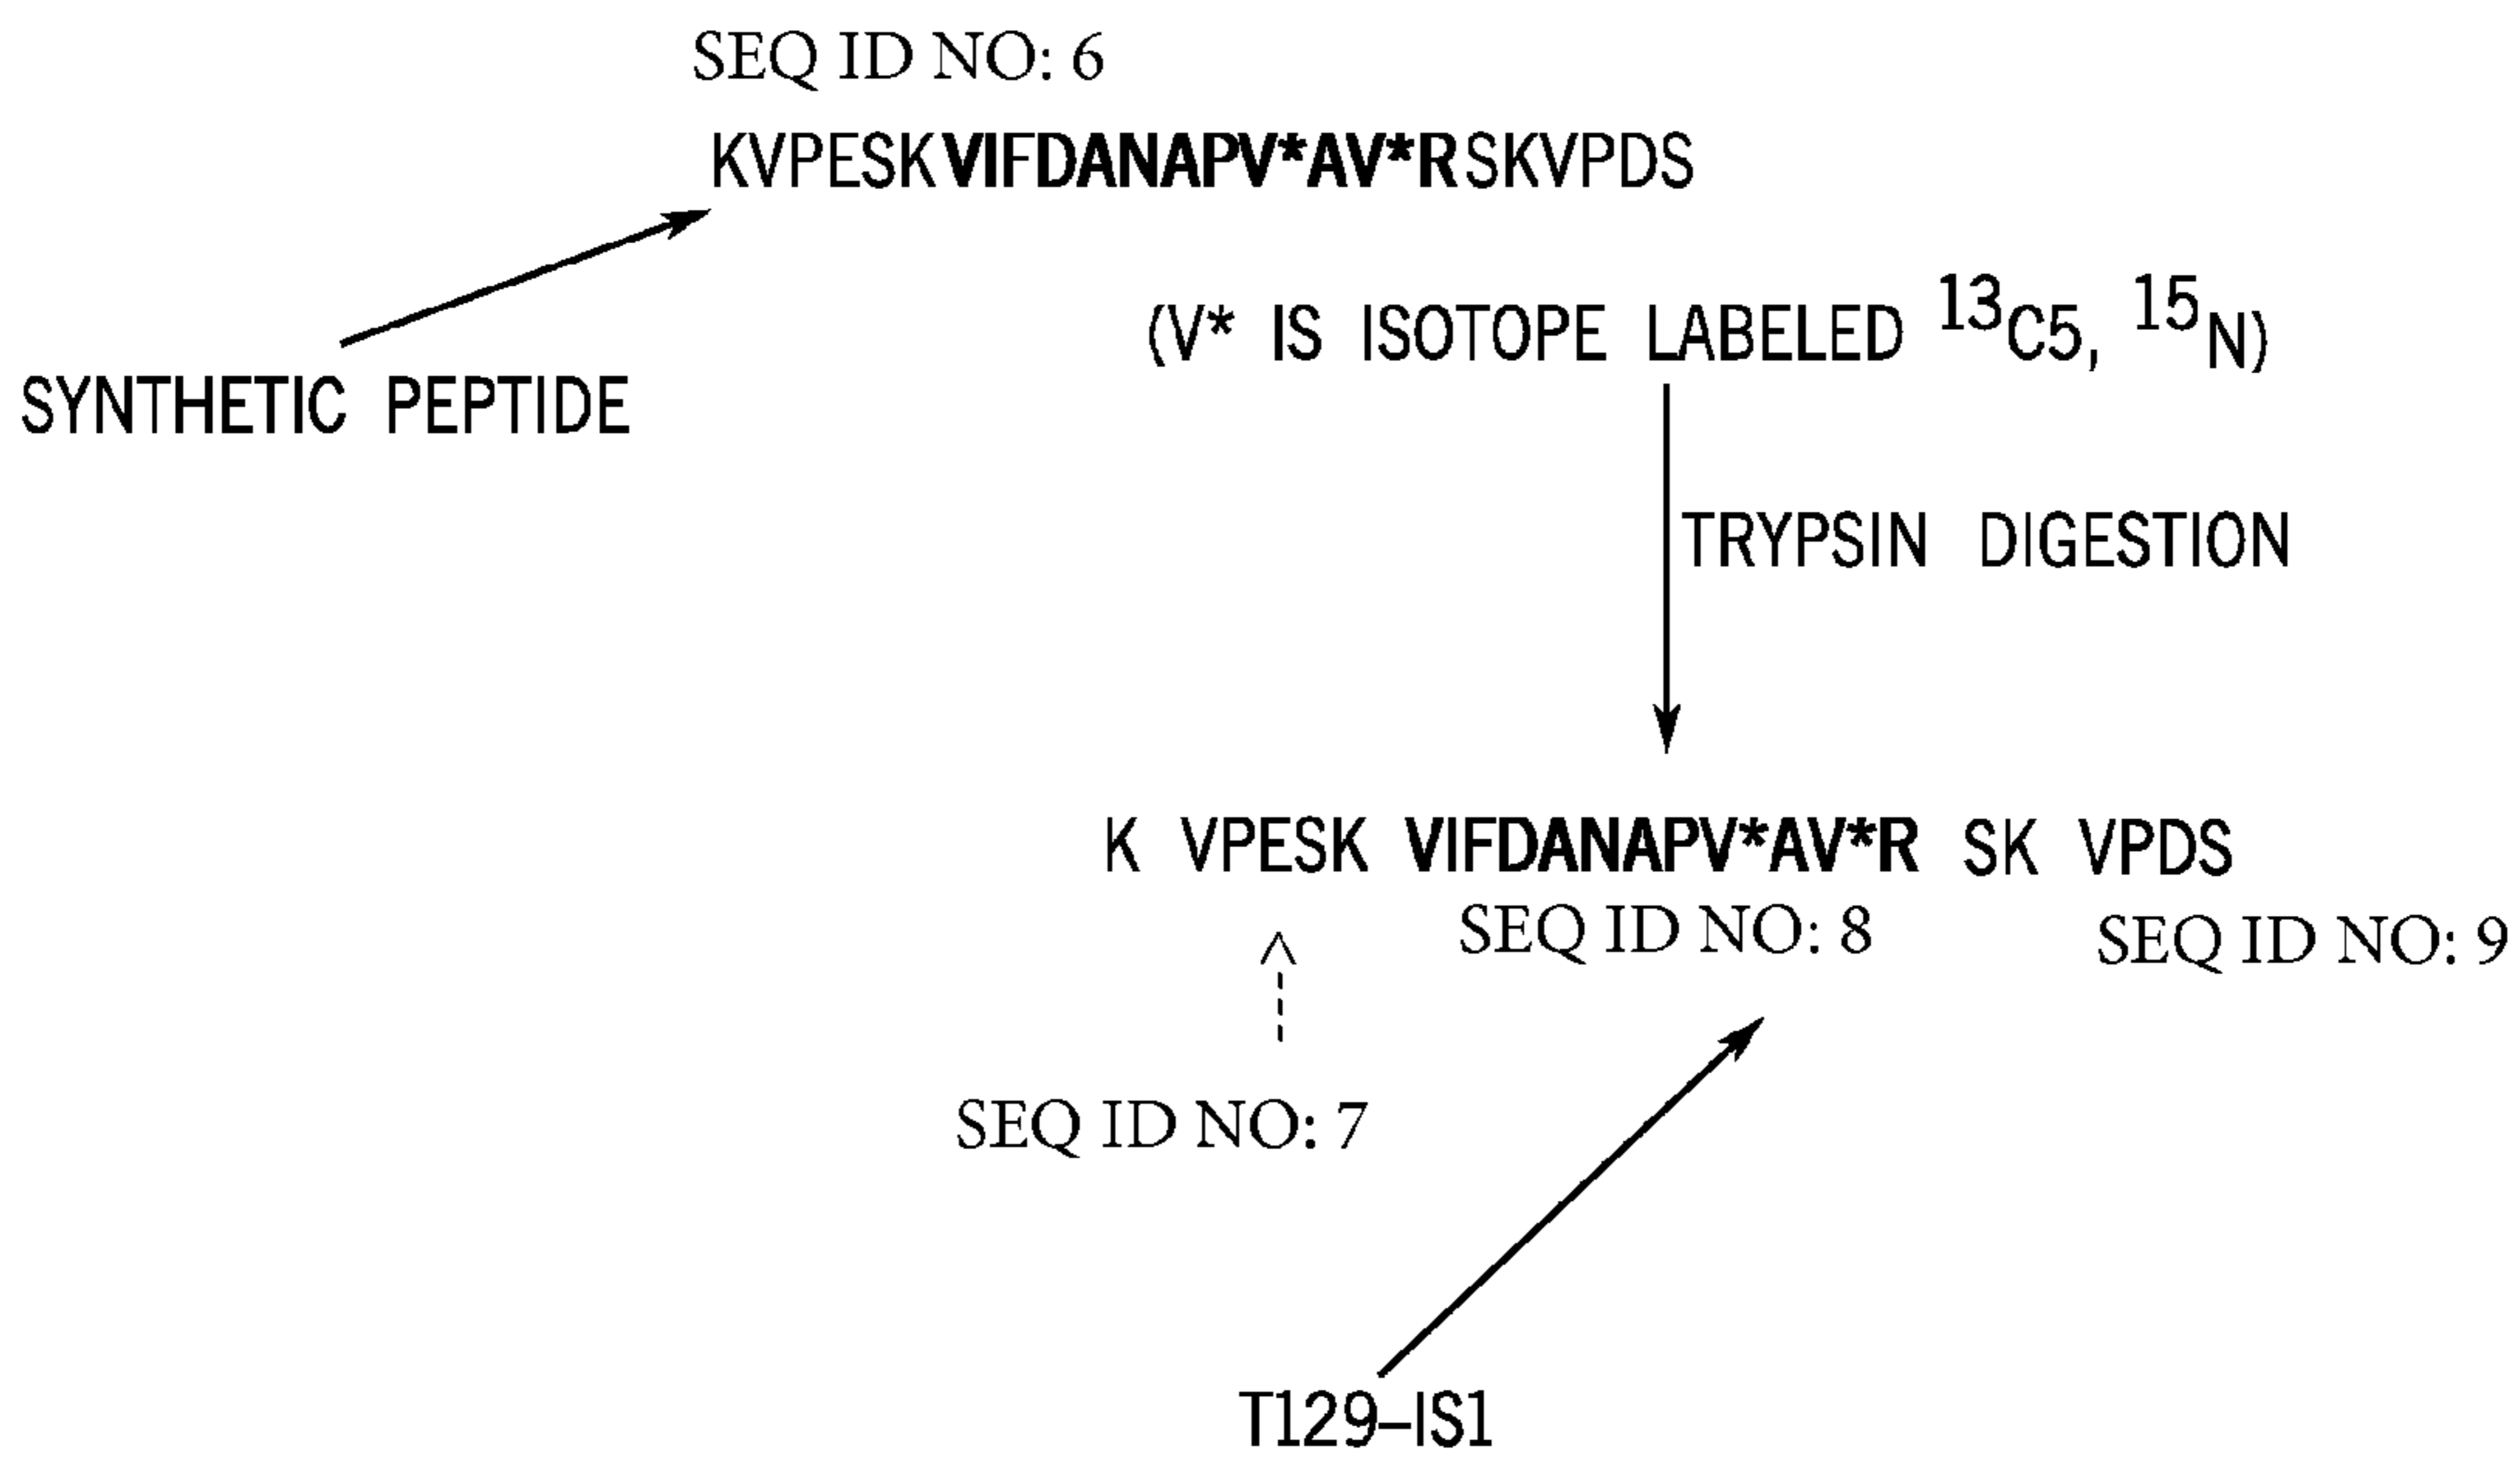 SEQ ID NO: 6
KVPESKVIFDANAPV*AV*RSKVPDS
(V* IS ISOTOPE LABELED ¹³C5, ¹⁵N)
SYNTHETIC PEPTIDE
TRYPSIN DIGESTION
K VPESK VIFDANAPV*AV*R SK VPDS
SEQ ID NO: 8
SEQ ID NO: 9
SEQ ID NO: 7
T129–IS1